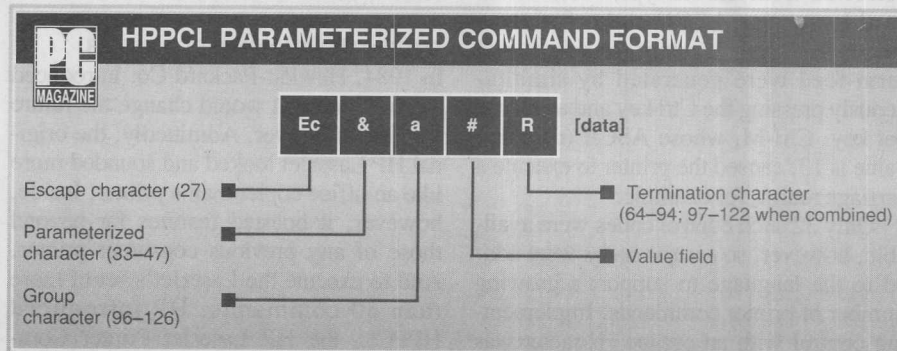 PC
MAGAZINE
HPPCL PARAMETERIZED COMMAND FORMAT
Ec & a # R [data]
Escape character (27)
Parameterized
character (33–47)
Group
character (96–126)
Termination character
(64–94; 97–122 when combined)
Value field